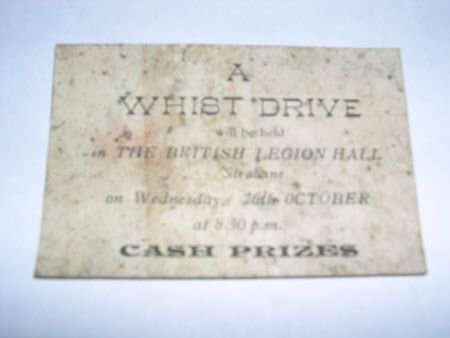 A
WHIST DRIVE
will be held
in THE BRITISH LEGION HALL
Strabane
on Wednesday, 26th OCTOBER
at 8.30 p.m.
CASH PRIZES